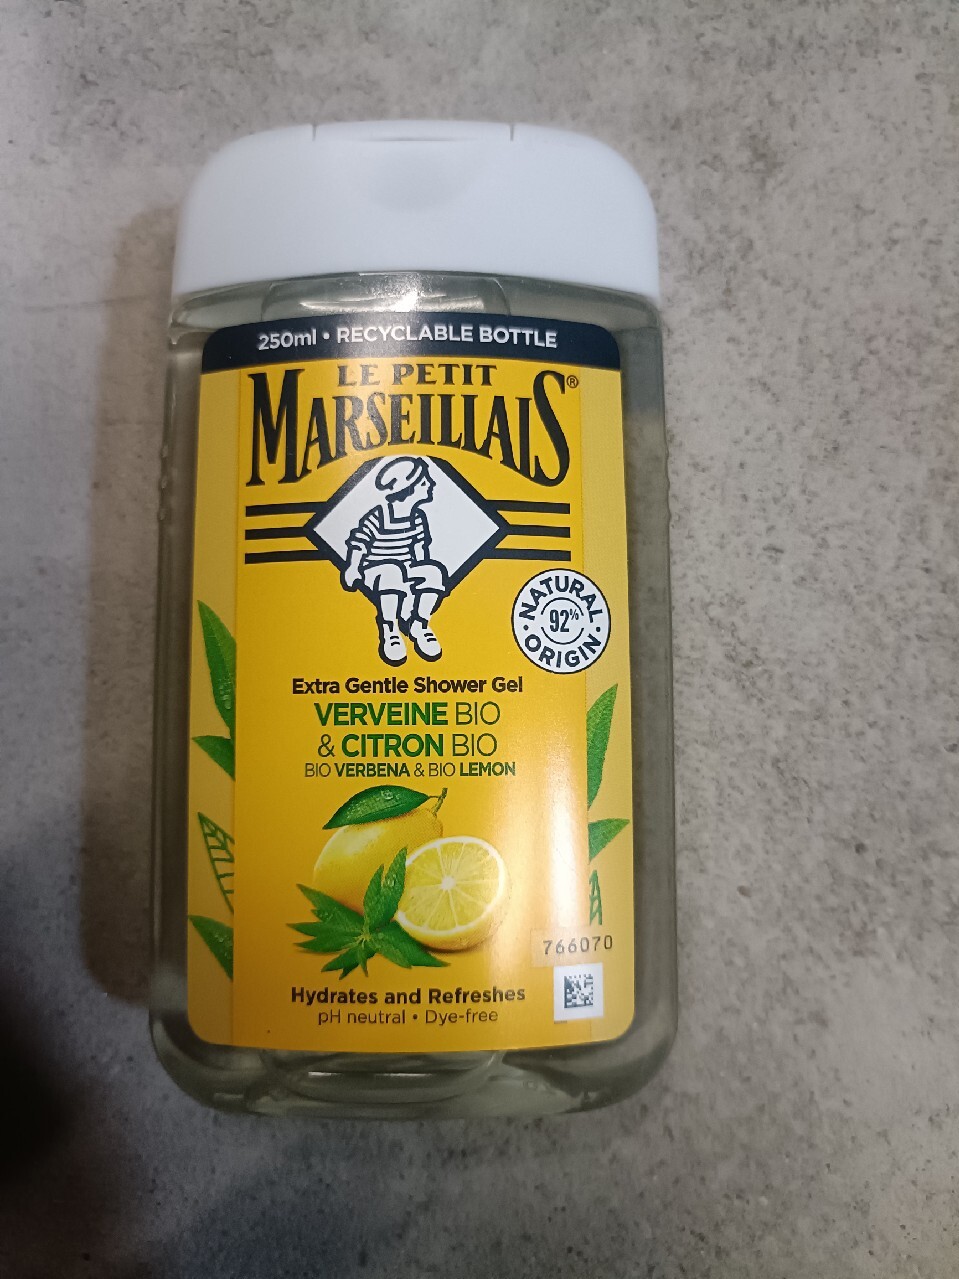 250ml • RECYCLABLE BOTTLE
LE PETIT
MARSEILLAIS®
NATURAL
92%
ORIGIN
Extra Gentle Shower Gel
VERVEINE BIO
& CITRON BIO
BIO VERBENA & BIO LEMON
766070
Hydrates and Refreshes
pH neutral • Dye-free